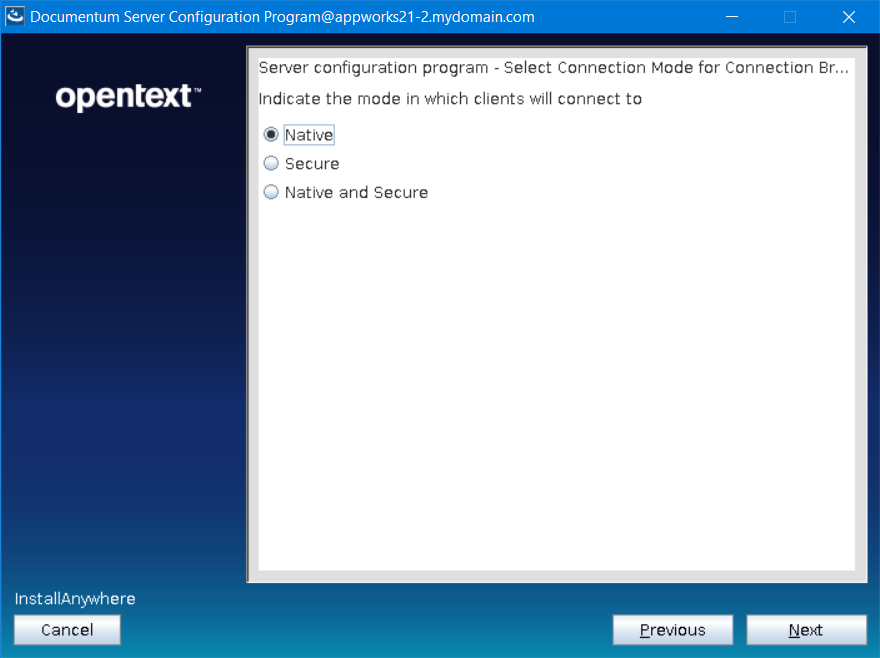 Documentum Server Configuration Program@appworks21-2.mydomain.com
opentext™
Server configuration program - Select Connection Mode for Connection Br...
Indicate the mode in which clients will connect to
Native
Secure
Native and Secure
InstallAnywhere
Cancel
Previous
Next